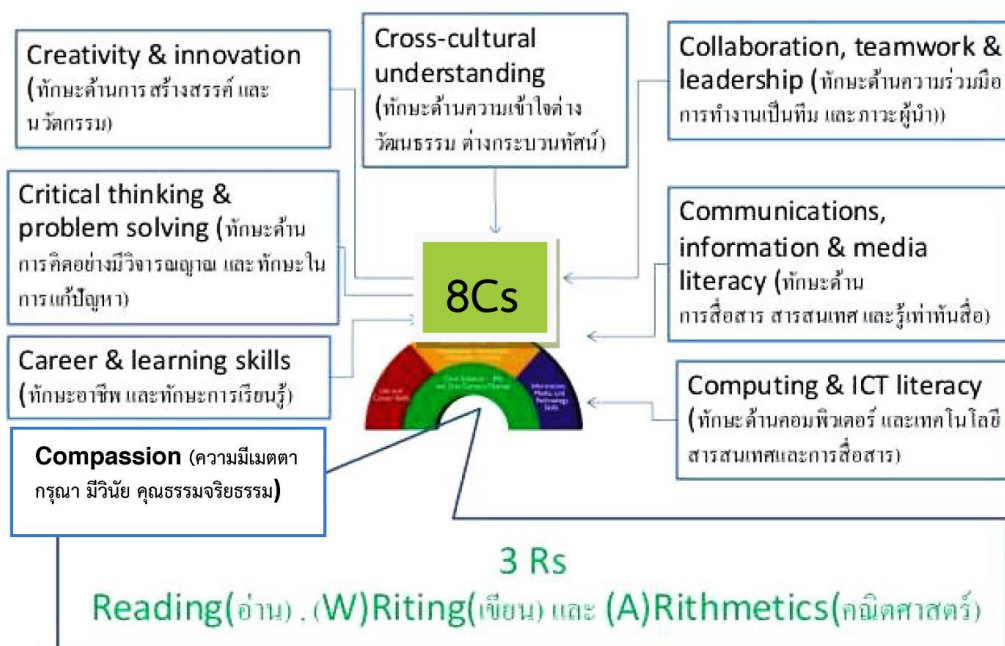 Creativity & innovation
(ทักษะด้านการสร้างสรรค์ และ
นวัตกรรม)
Cross-cultural
understanding
(ทักษะด้านความเข้าใจต่าง
วัฒนธรรม ต่างกระบวนทัศน์)
Collaboration, teamwork &
leadership (ทักษะด้านความร่วมมือ
การทำงานเป็นทีม และภาวะผู้นำ))
Critical thinking &
problem solving (ทักษะด้าน
การคิดอย่างมีวิจารณญาณ และทักษะใน
การแก้ปัญหา)
Communications,
information & media
literacy (ทักษะด้าน
การสื่อสาร สารสนเทศ และรู้เท่าทันสื่อ)
8Cs
Career & learning skills
(ทักษะอาชีพ และทักษะการเรียนรู้)
Computing & ICT literacy
(ทักษะด้านคอมพิวเตอร์ และเทคโนโลยี
สารสนเทศและการสื่อสาร)
Life and
Career Skills
Information,
Media, and
Technology
Skills
Compassion (ความมีเมตตา
กรุณา มีวินัย คุณธรรมจริยธรรม)
3 Rs
Reading(อ่าน) , (W)Riting(เขียน) และ (A)Rithmetics(คณิตศาสตร์)